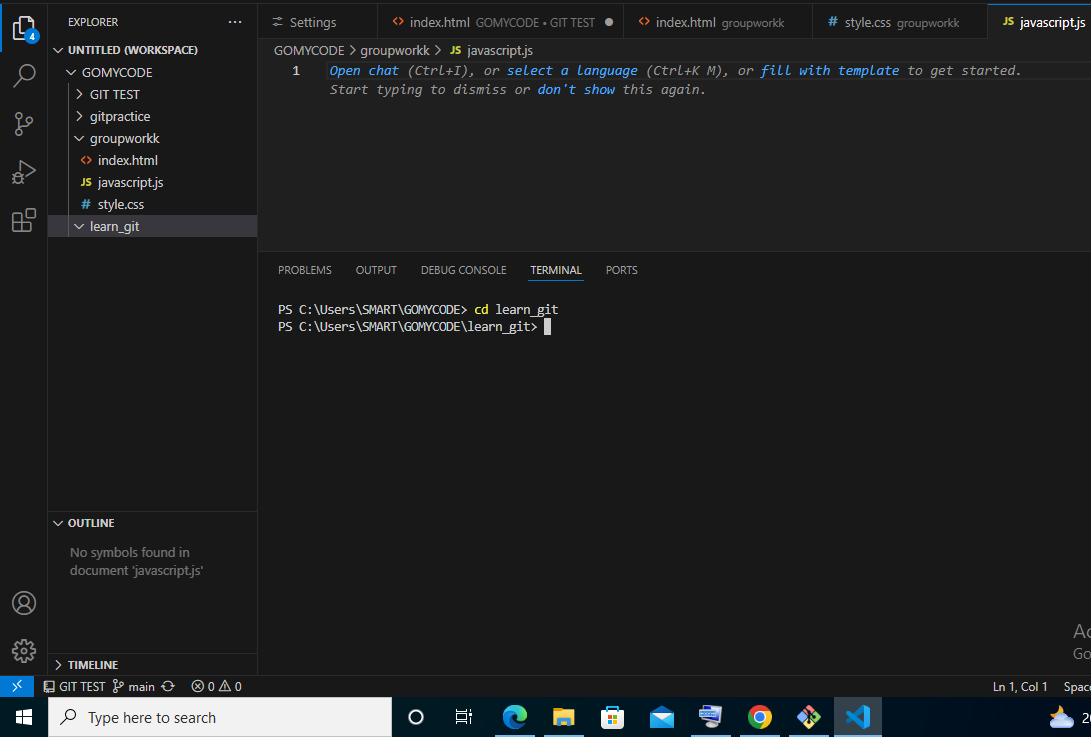 EXPLORER ...
Settings
index.html GOMYCODE • GIT TEST
index.html groupworkk
# style.css groupworkk
JS javascript.js
4
UNTITLED (WORKSPACE)
GOMYCODE
GIT TEST
gitpractice
groupworkk
<> index.html
JS javascript.js
# style.css
learn_git
GOMYCODE > groupworkk > JS javascript.js
1 Open chat (Ctrl+I), or select a language (Ctrl+K M), or fill with template to get started.
Start typing to dismiss or don't show this again.
PROBLEMS OUTPUT DEBUG CONSOLE TERMINAL PORTS
PS C:\Users\SMART\GOMYCODE> cd learn_git
PS C:\Users\SMART\GOMYCODE\learn_git>
OUTLINE
No symbols found in
document 'javascript.js'
TIMELINE
Ac
Go
GIT TEST main 0 0
Ln 1, Col 1 Spac
Type here to search
2